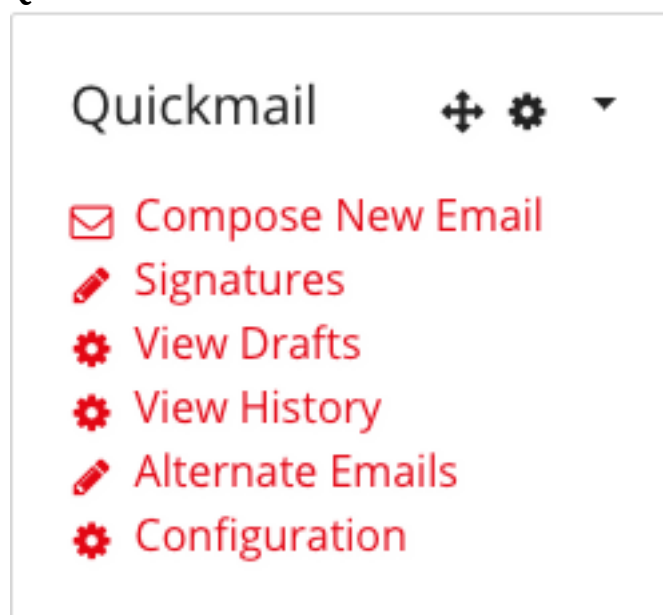 Quickmail
Compose New Email
Signatures
View Drafts
View History
Alternate Emails
Configuration